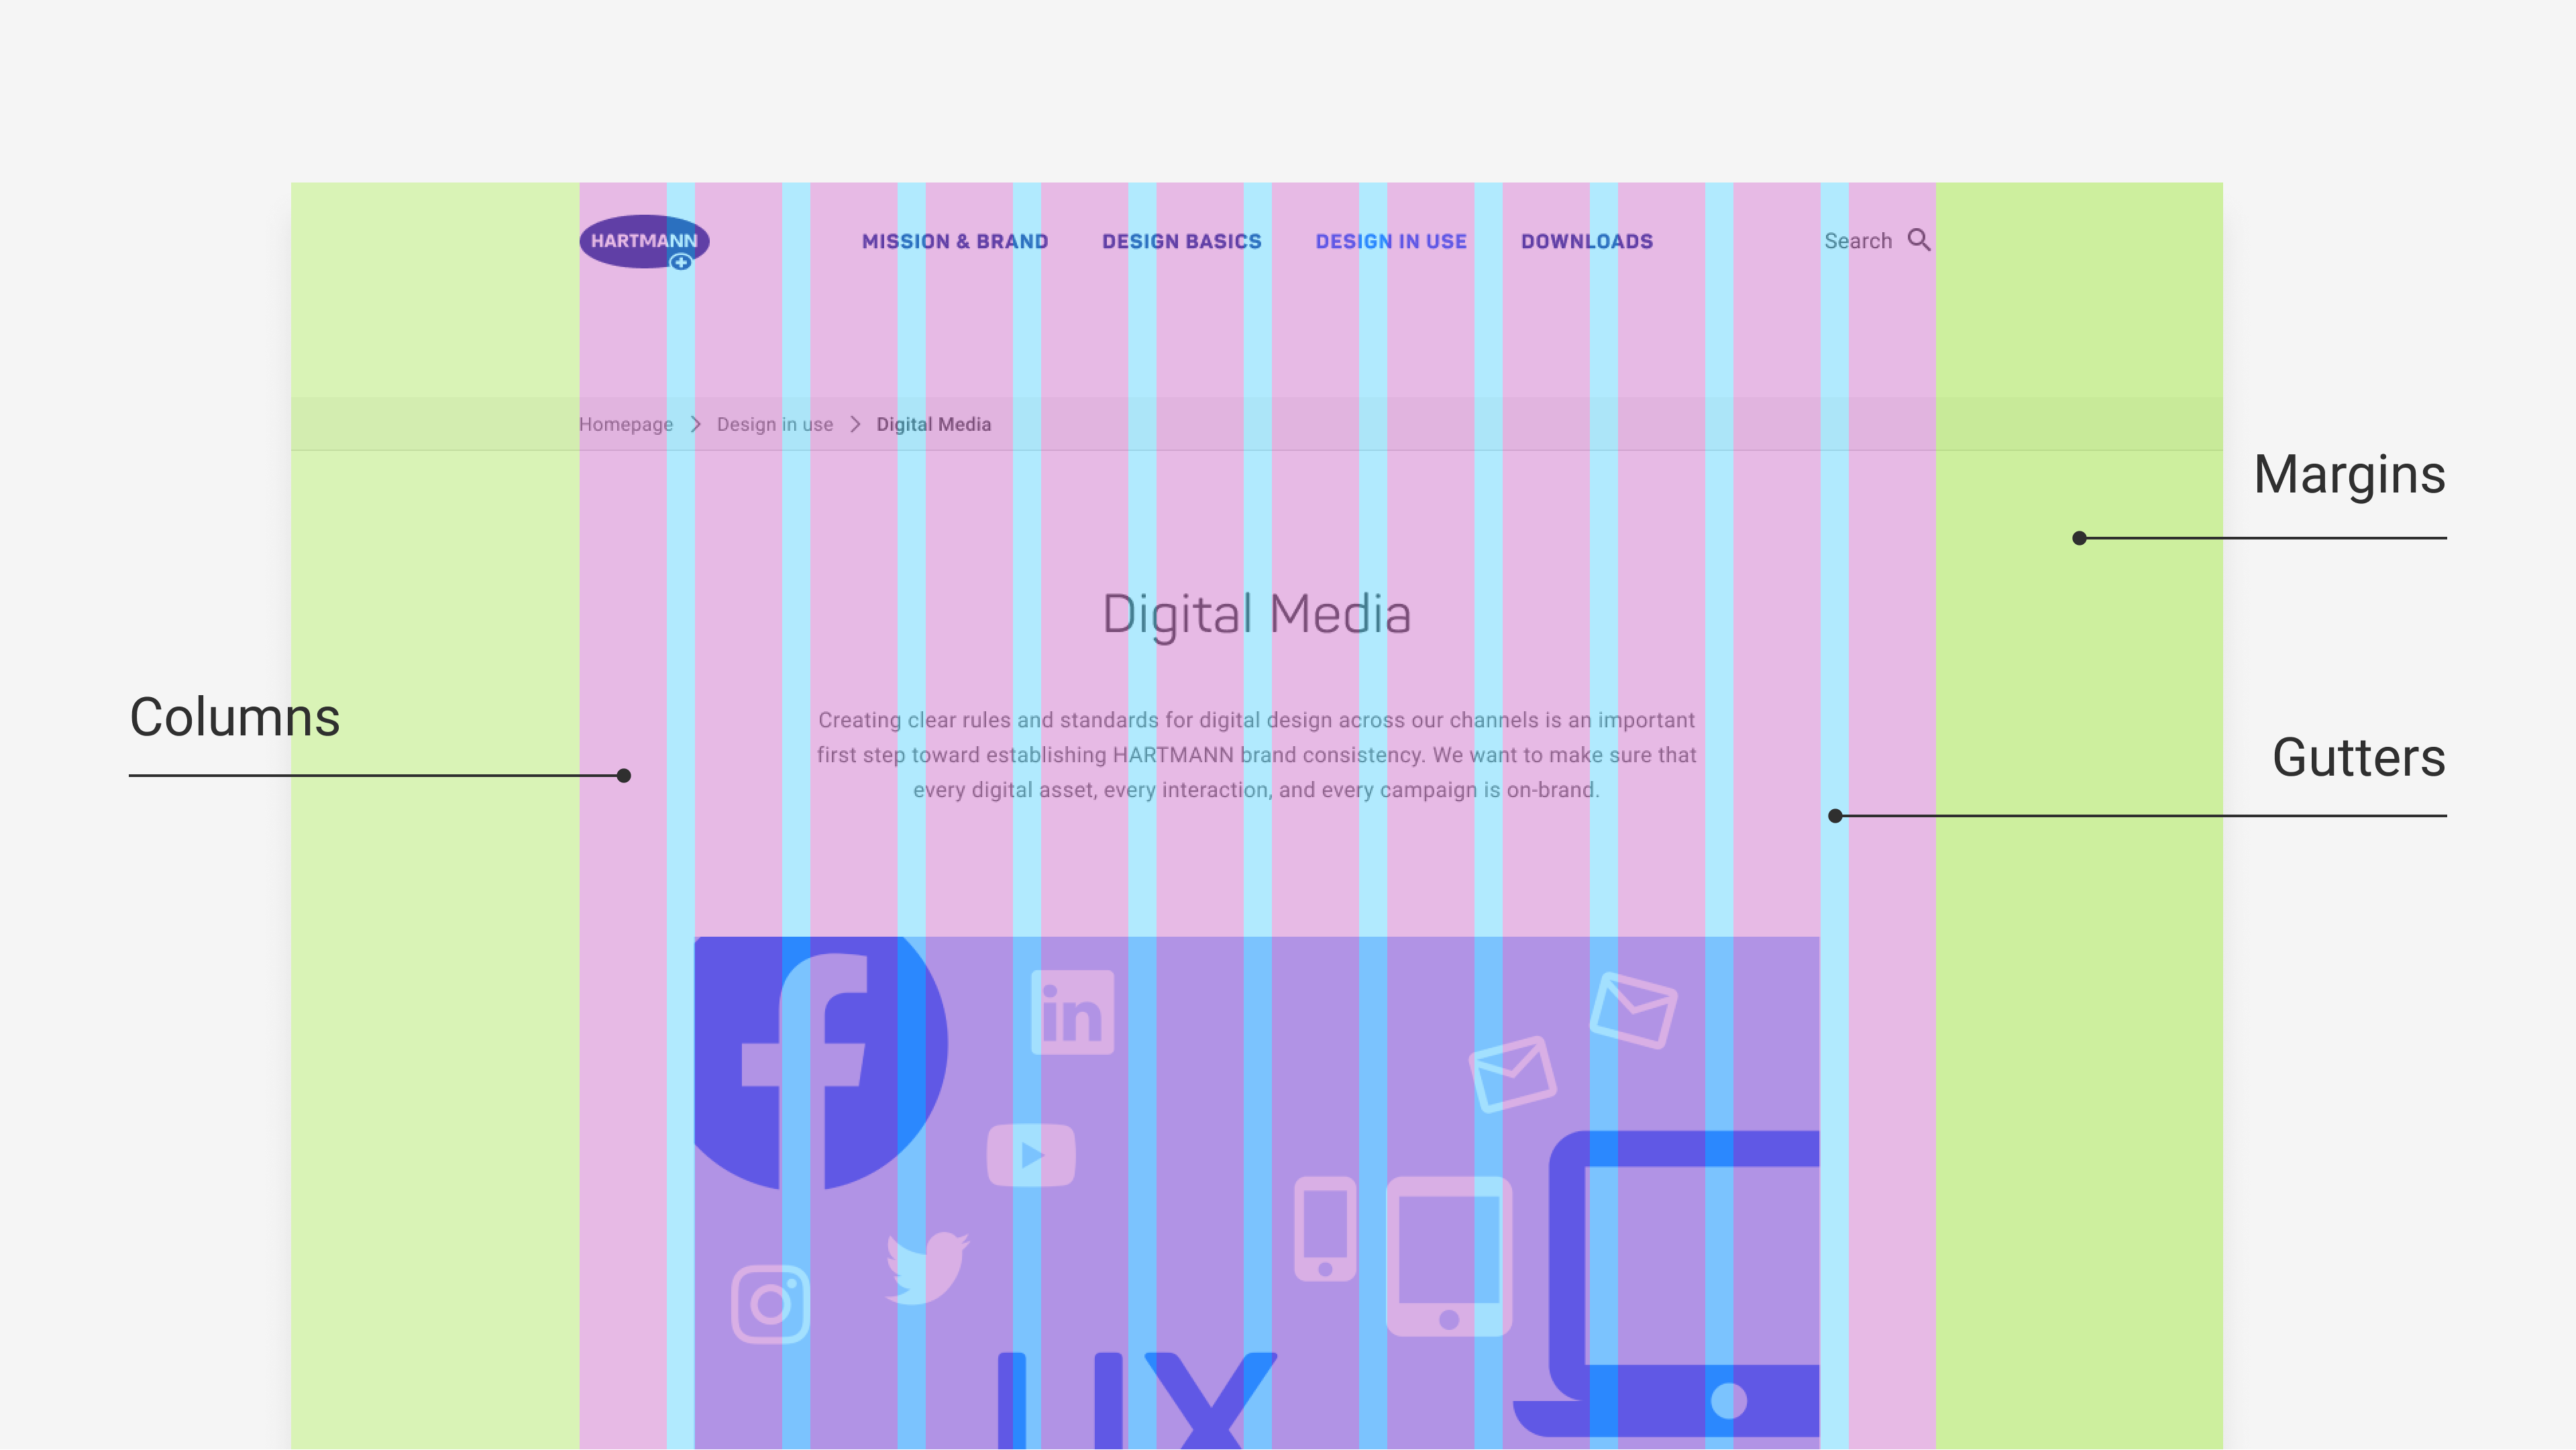 HARTMANN
MISSION & BRAND
DESIGN BASICS
DESIGN IN USE
DOWNLOADS
Search
Homepage
Design in use
Digital Media
Margins
Digital Media
Columns
Creating clear rules and standards for digital design across our channels is an important
first step toward establishing HARTMANN brand consistency. We want to make sure that
every digital asset, every interaction, and every campaign is on-brand.
Gutters
in
UX